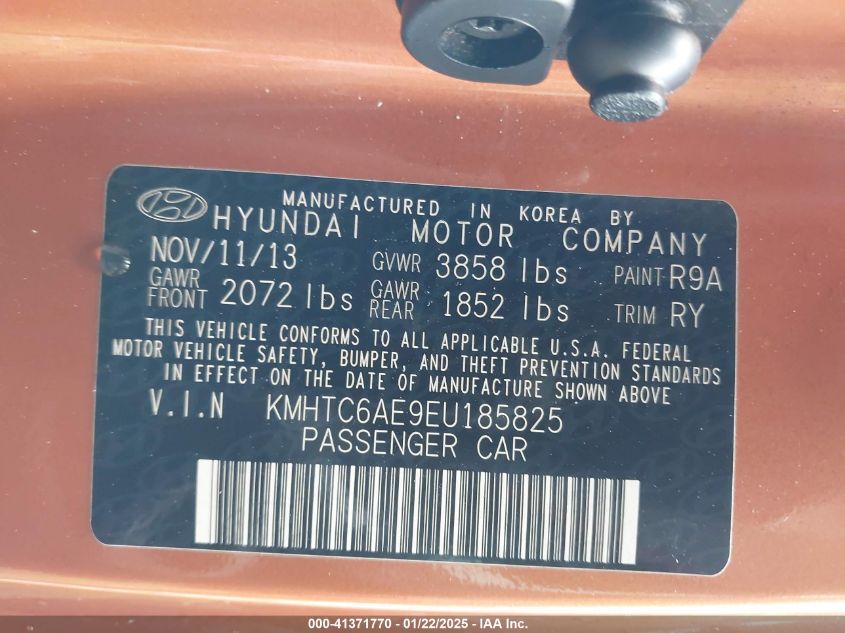 MANUFACTURED IN KOREA BY
HYUNDAI MOTOR COMPANY
NOV/11/13 GVWR 3858 lbs PAINT R9A
GAWR FRONT 2072 lbs GAWR REAR 1852 lbs TRIM RY
THIS VEHICLE CONFORMS TO ALL APPLICABLE U.S.A. FEDERAL
MOTOR VEHICLE SAFETY, BUMPER, AND THEFT PREVENTION STANDARDS
IN EFFECT ON THE DATE OF MANUFACTURE SHOWN ABOVE
V.I.N KMHTC6AE9EU185825
PASSENGER CAR
000-41371770 - 01/22/2025 - IAA Inc.